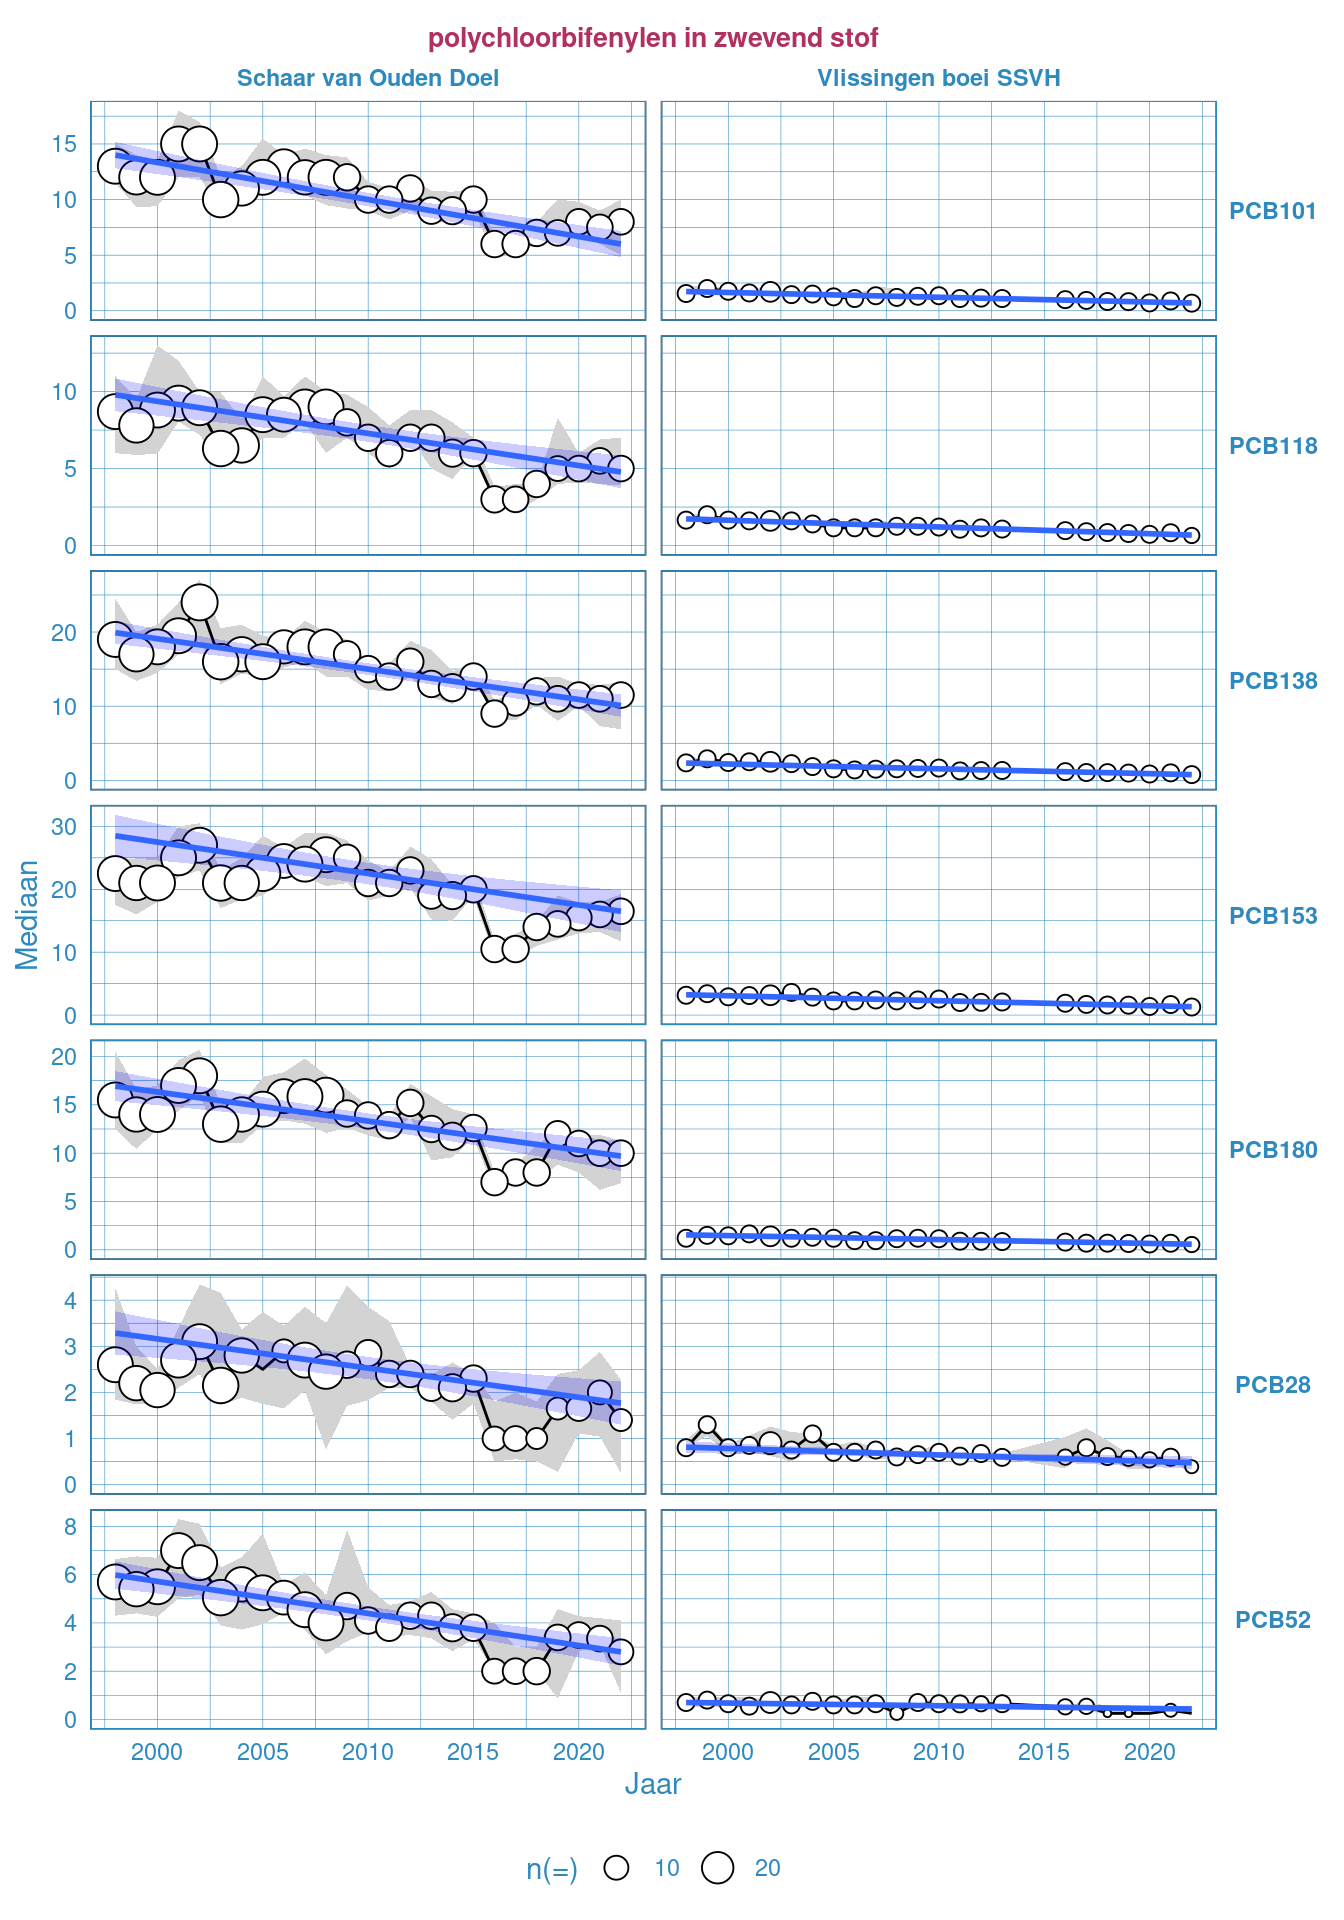 polychloorbifenylen in zwevend stof
Schaar van Ouden Doel
Vlissingen boei SSVH
15
10
5
0
PCB101
10
5
0
PCB118
20
10
0
PCB138
30
20
10
0
PCB153
20
15
10
5
0
PCB180
4
3
2
1
0
PCB28
8
6
4
2
0
PCB52
Mediaan
2000 2005 2010 2015 2020
2000 2005 2010 2015 2020
Jaar
n(=) 10 20